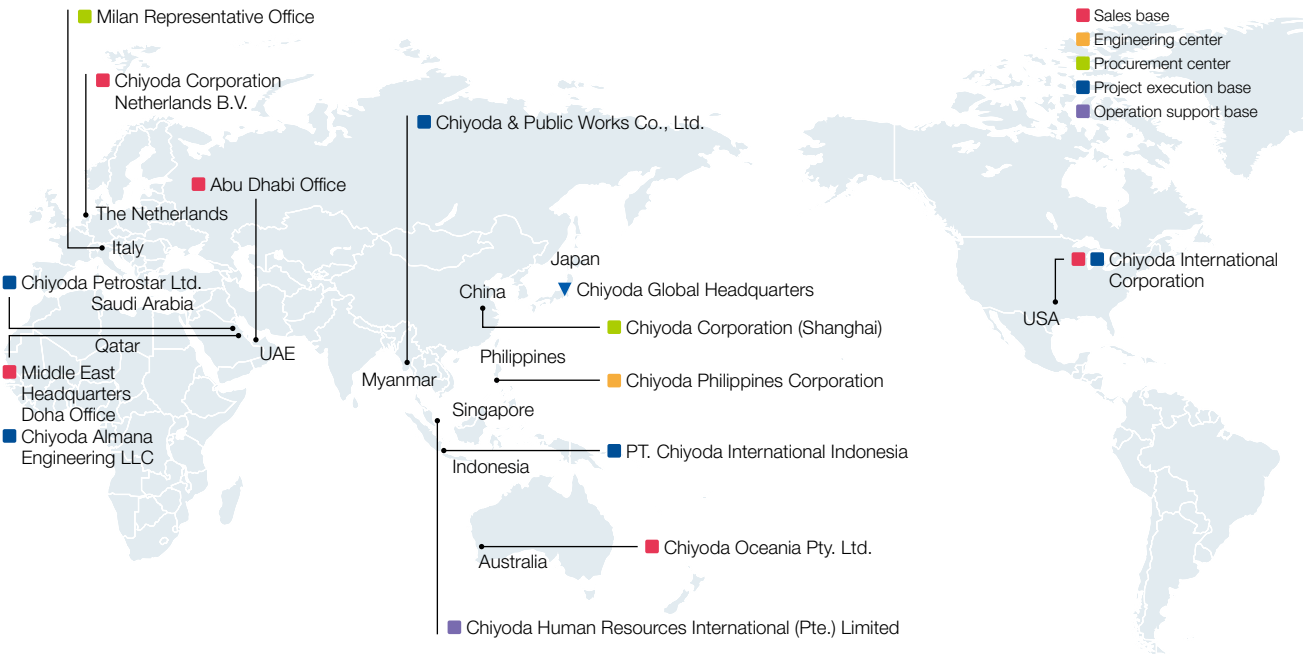 Milan Representative Office
Chiyoda Corporation
Netherlands B.V.
Chiyoda & Public Works Co., Ltd.
Abu Dhabi Office
The Netherlands
Italy
Chiyoda Petrostar Ltd.
Saudi Arabia
Qatar
UAE
Middle East
Headquarters
Doha Office
Chiyoda Almana
Engineering LLC
Myanmar
Japan
Chiyoda Global Headquarters
China
Chiyoda Corporation (Shanghai)
Philippines
Chiyoda Philippines Corporation
Singapore
Indonesia
PT. Chiyoda International Indonesia
Australia
Chiyoda Oceania Pty. Ltd.
Chiyoda Human Resources International (Pte.) Limited
Sales base
Engineering center
Procurement center
Project execution base
Operation support base
Chiyoda International
Corporation
USA